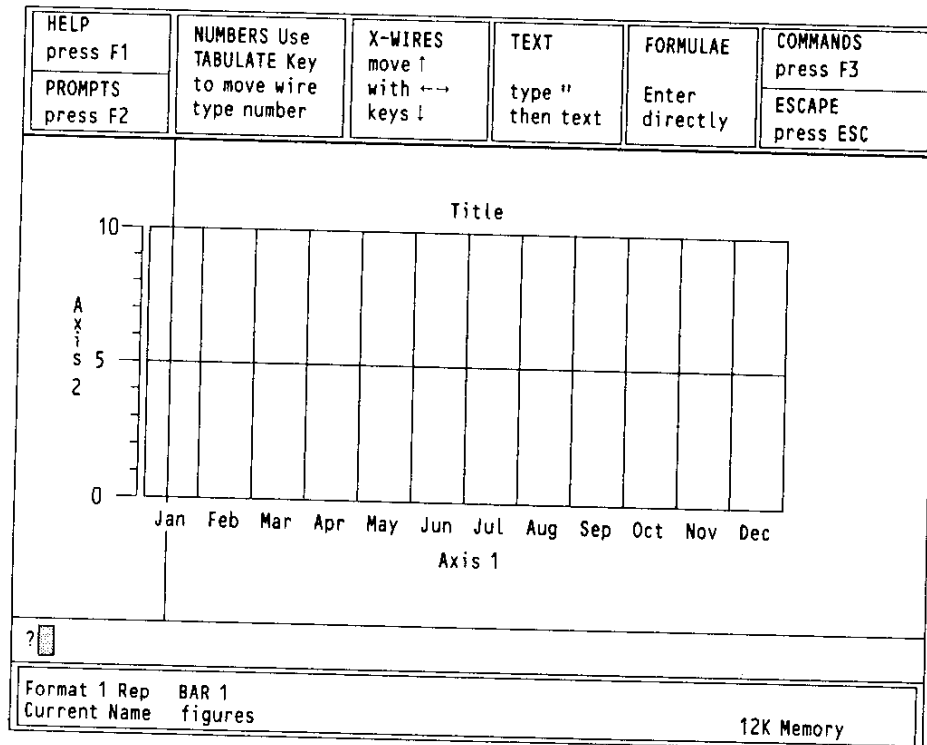 HELP
press F1
PROMPTS
press F2
NUMBERS Use
TABULATE Key
to move wire
type number
X-WIRES
move ↑
with ←→
keys ↓
TEXT
type "
then text
FORMULAE
Enter
directly
COMMANDS
press F3
ESCAPE
press ESC
Title
10
5
0
Axis 2
Jan Feb Mar Apr May Jun Jul Aug Sep Oct Nov Dec
Axis 1
?
Format 1 Rep BAR 1
Current Name figures
12K Memory